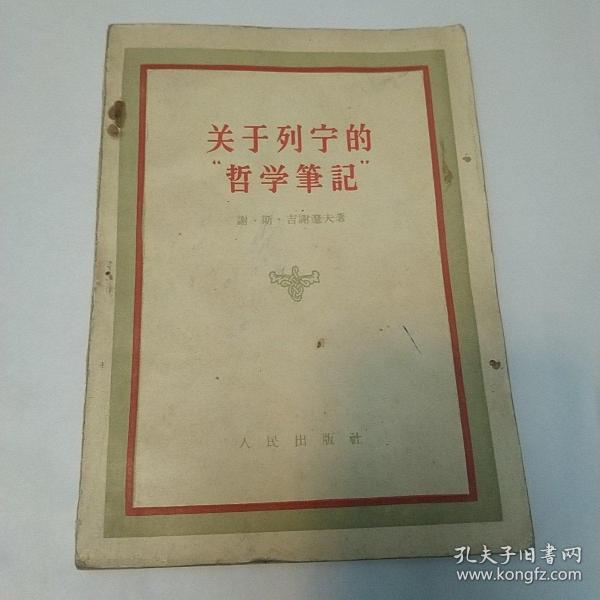 关于列宁的
“哲学筆記”
謝·斯·吉謝遼夫著
人民出版社
孔夫子旧書网
www.kongfz.com